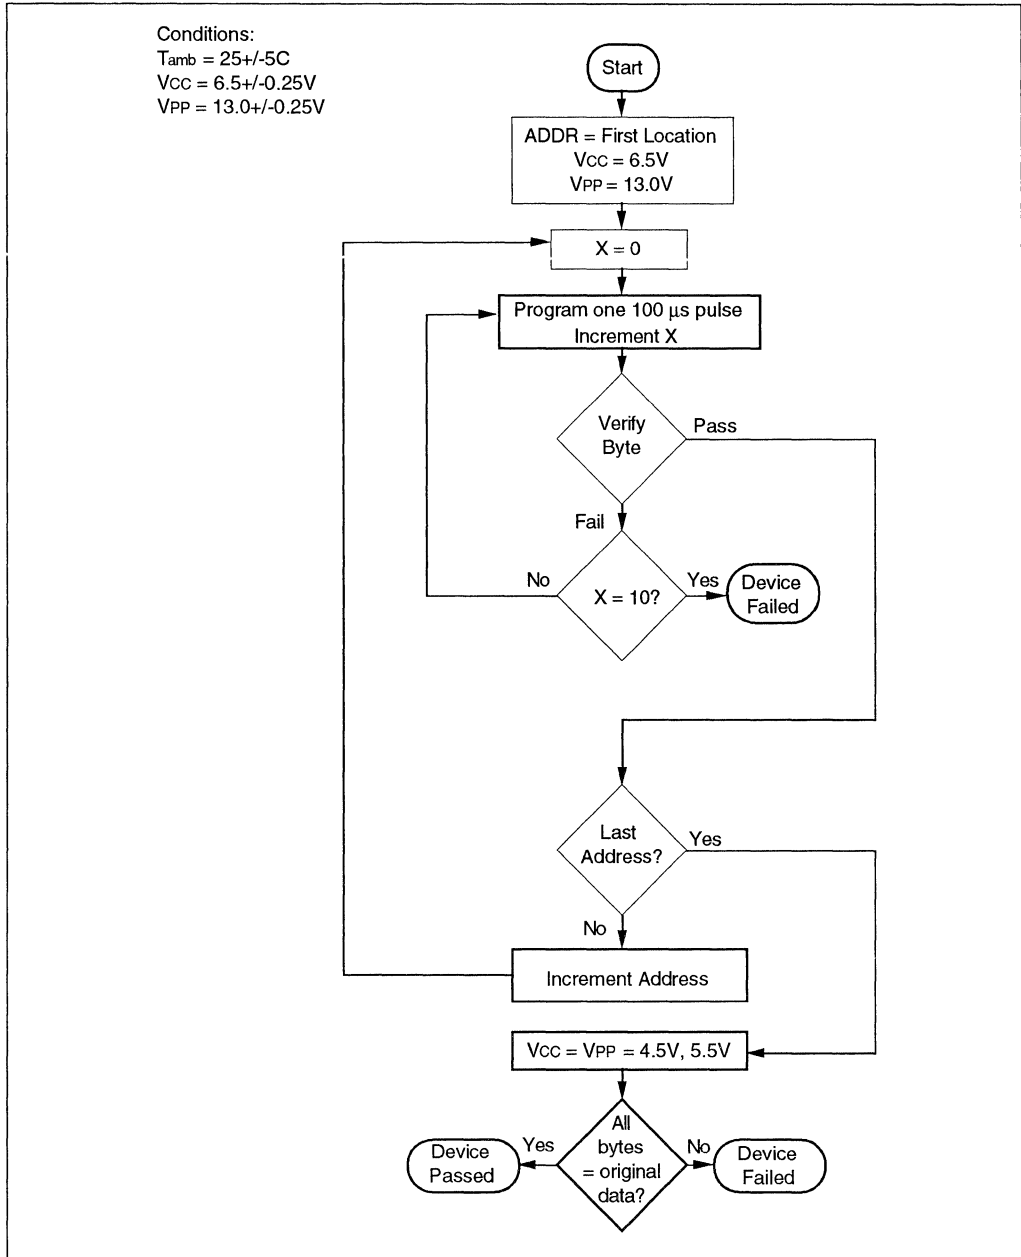 Conditions:
Tamb = 25+/-5C
VCC = 6.5+/-0.25V
VPP = 13.0+/-0.25V
Start
ADDR = First Location
VCC = 6.5V
VPP = 13.0V
X = 0
Program one 100 μs pulse
Increment X
Verify
Byte
Pass
Fail
No
X = 10?
Yes
Device
Failed
Last
Address?
Yes
No
Increment Address
VCC = VPP = 4.5V, 5.5V
All
bytes
= original
data?
Yes
Device
Passed
No
Device
Failed